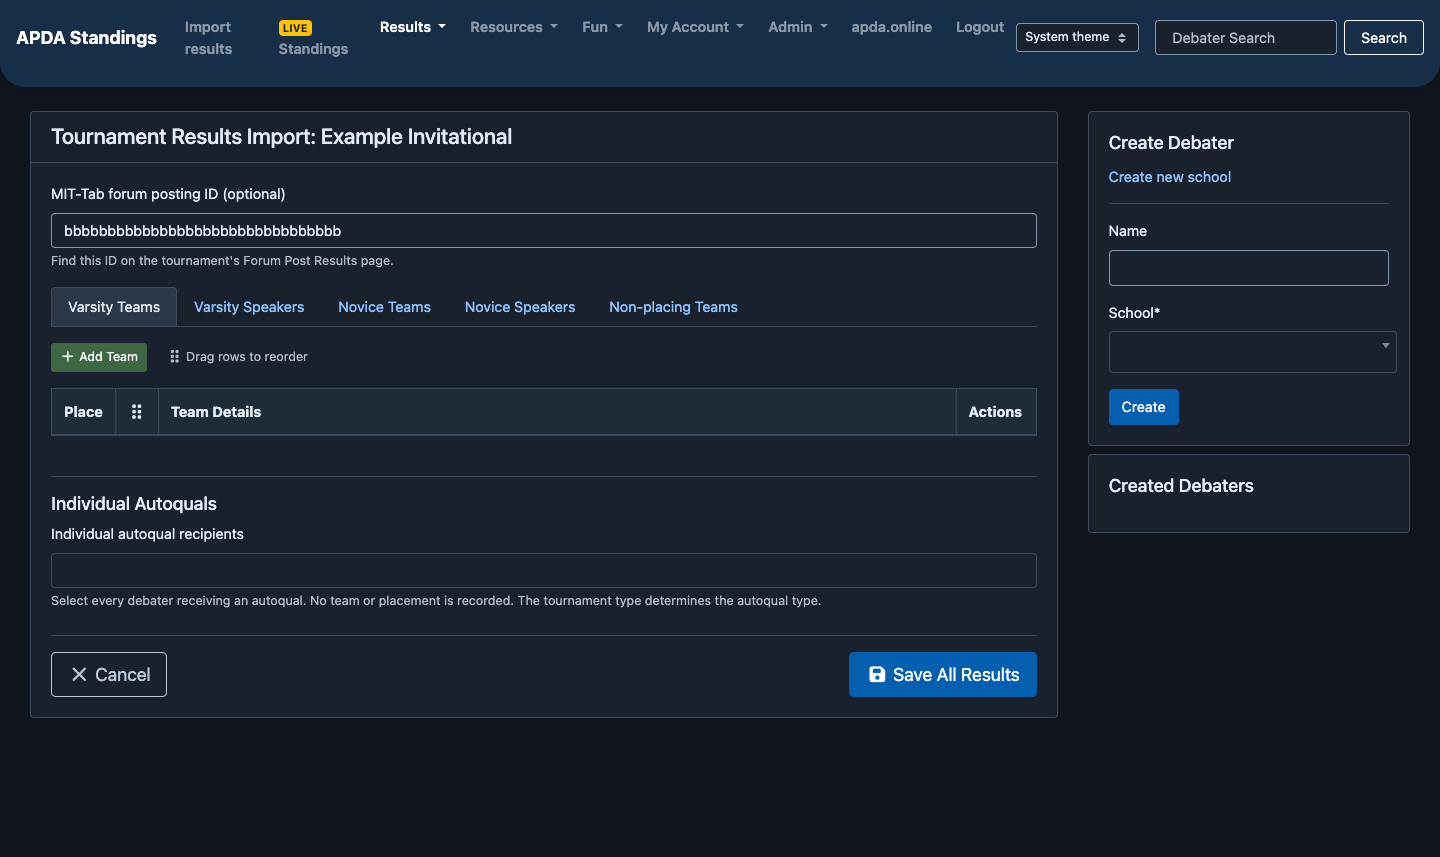 APDA Standings
Import results
LIVE Standings
Results
Resources
Fun
My Account
Admin
apda.online
Logout
System theme
Debater Search
Search
Tournament Results Import: Example Invitational
MIT-Tab forum posting ID (optional)
bbbbbbbbbbbbbbbbbbbbbbbbbbbbbbbb
Find this ID on the tournament's Forum Post Results page.
Varsity Teams
Varsity Speakers
Novice Teams
Novice Speakers
Non-placing Teams
Add Team
Drag rows to reorder
Place
Team Details
Actions
Individual Autoquals
Individual autoqual recipients
Select every debater receiving an autoqual. No team or placement is recorded. The tournament type determines the autoqual type.
Cancel
Save All Results
Create Debater
Create new school
Name
School*
Create
Created Debaters